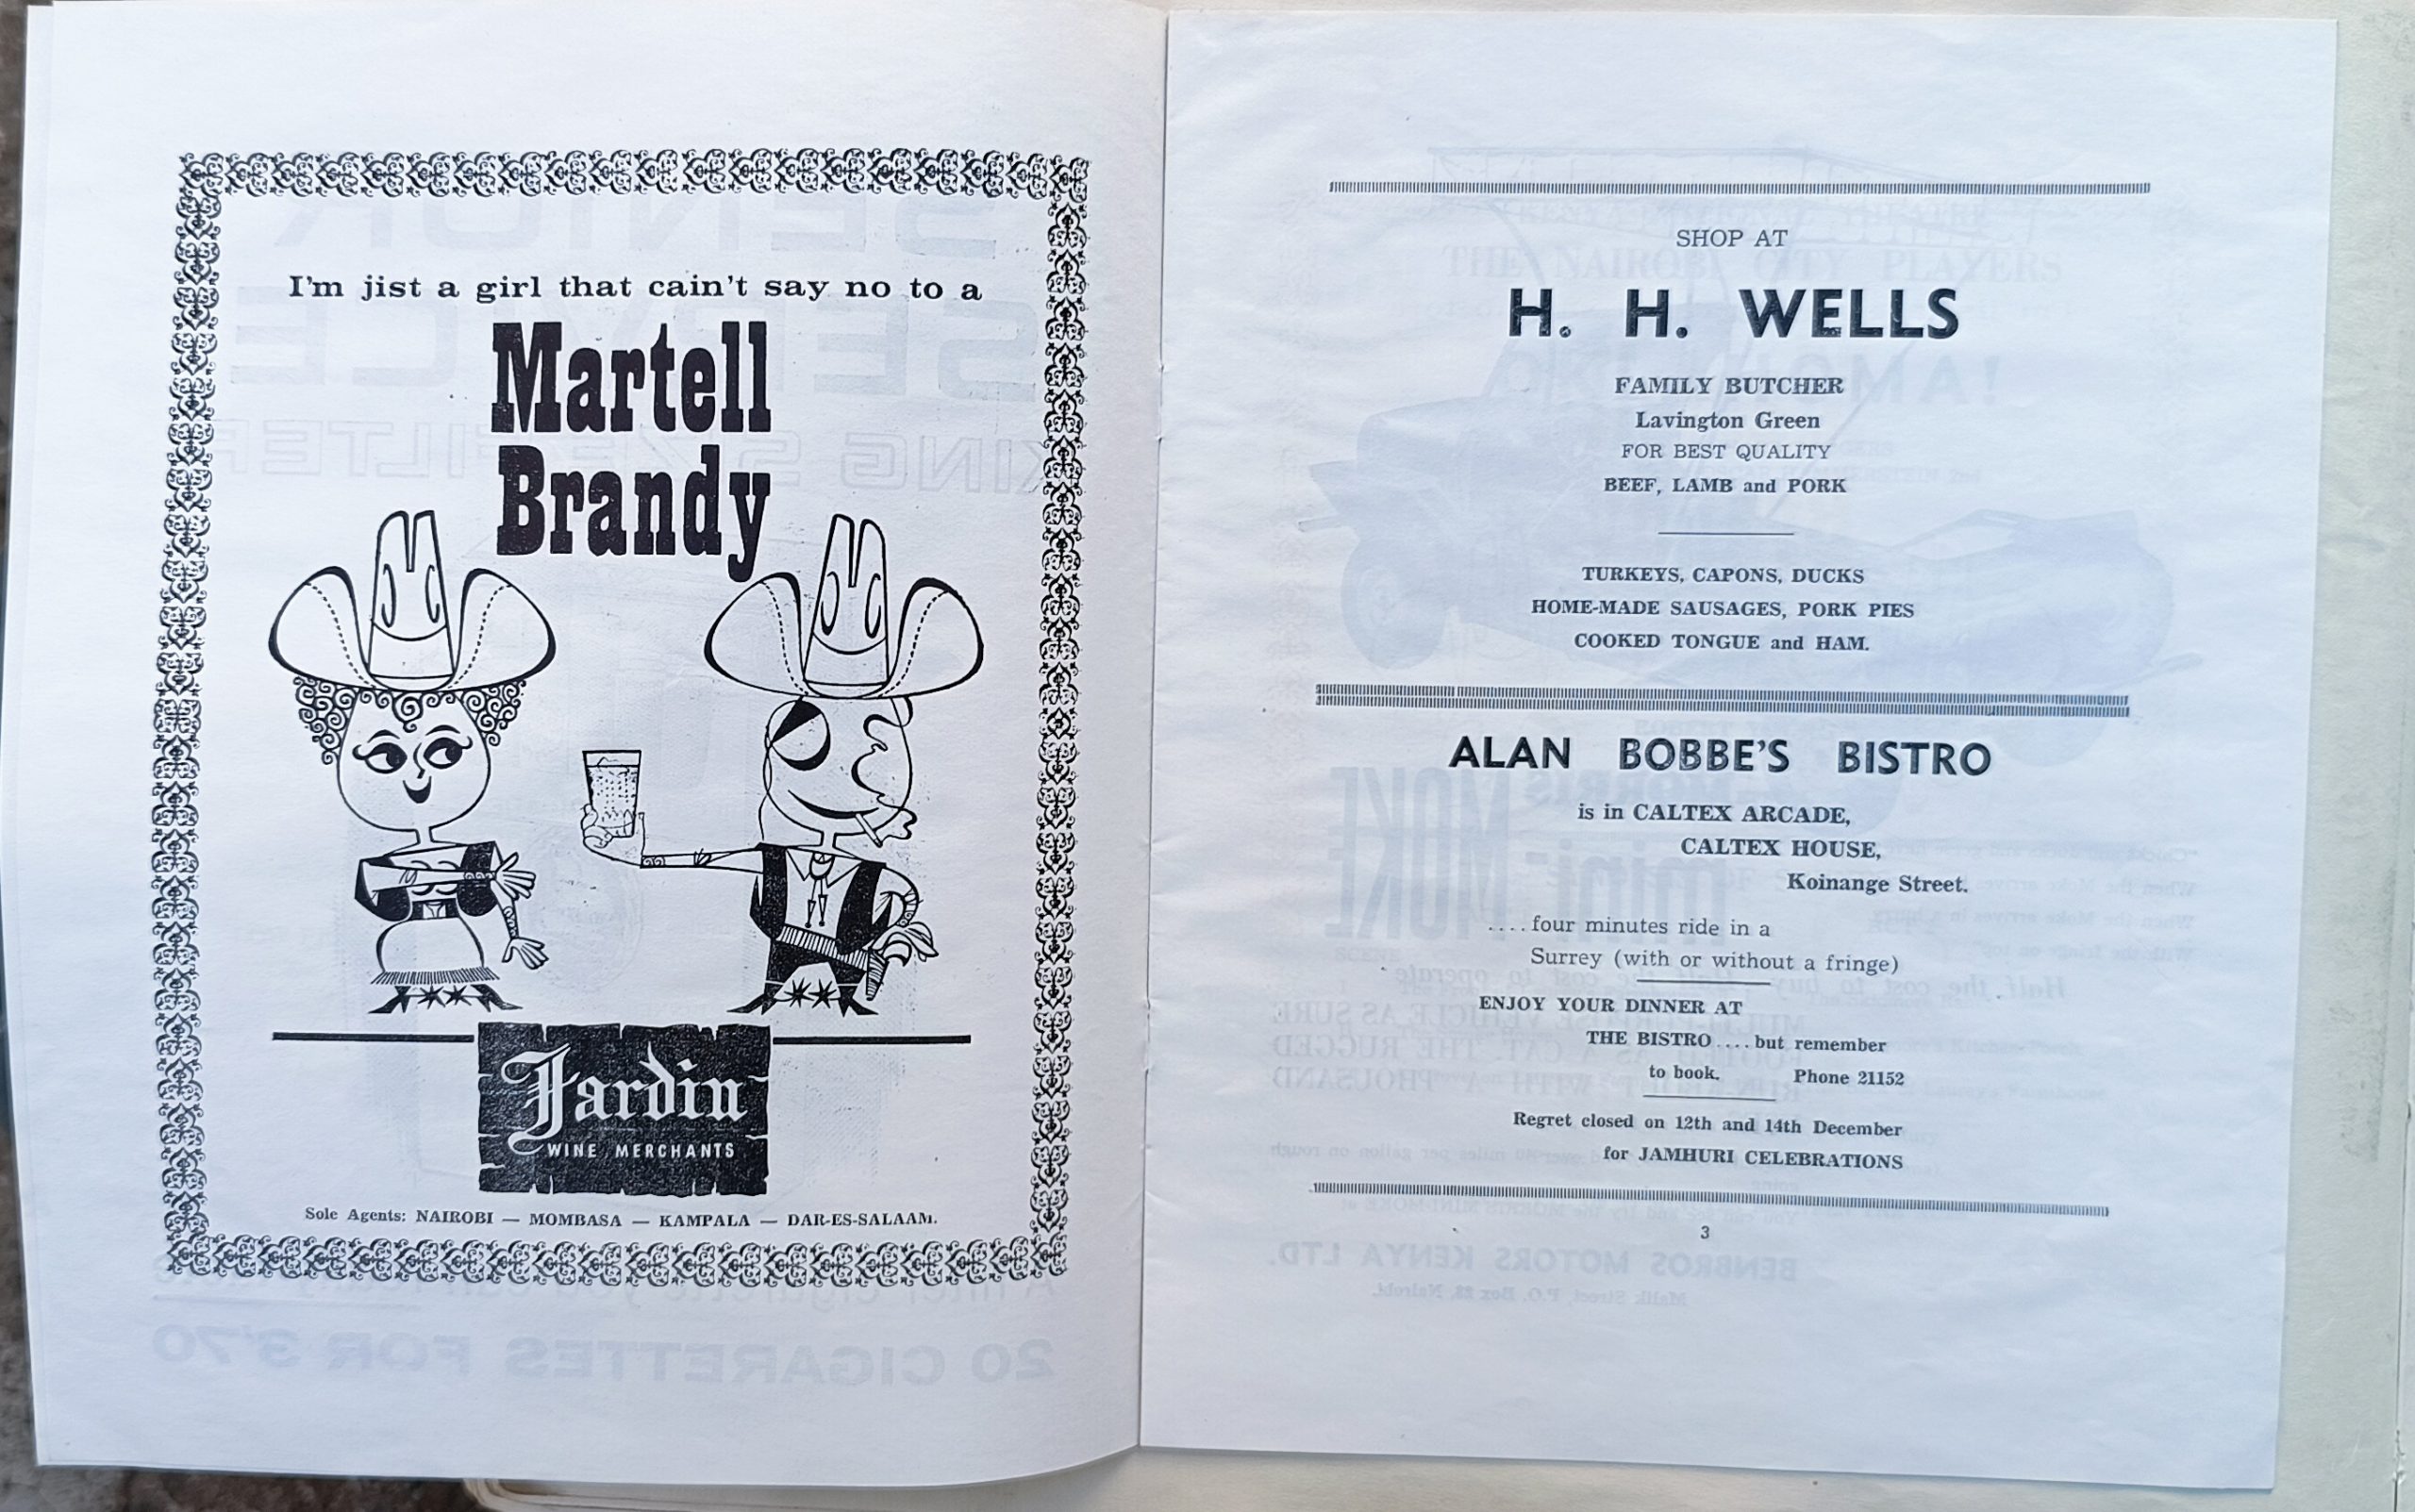 I'm jist a girl that cain't say no to a
Martell
Brandy
Jardin
WINE MERCHANTS
Sole Agents: NAIROBI — MOMBASA — KAMPALA — DAR-ES-SALAAM.
SHOP AT
H. H. WELLS
FAMILY BUTCHER
Lavington Green
FOR BEST QUALITY
BEEF, LAMB and PORK
TURKEYS, CAPONS, DUCKS
HOME-MADE SAUSAGES, PORK PIES
COOKED TONGUE and HAM.
ALAN BOBBE'S BISTRO
is in CALTEX ARCADE,
CALTEX HOUSE,
Koinange Street.
....four minutes ride in a
Surrey (with or without a fringe)
ENJOY YOUR DINNER AT
THE BISTRO....but remember
to book. Phone 21152
Regret closed on 12th and 14th December
for JAMHURI CELEBRATIONS
3